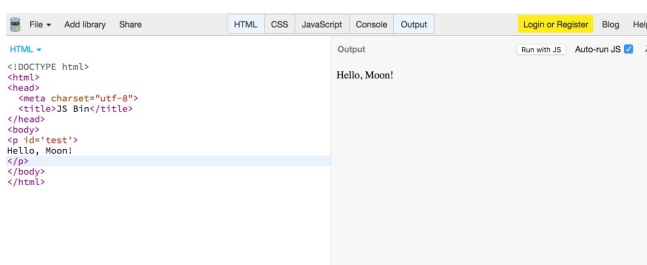 File Add library Share HTML CSS JavaScript Console Output Login or Register Blog
HTML
<!DOCTYPE html>
<html>
<head>
  <meta charset="utf-8">
  <title>JS Bin</title>
</head>
<body>
<p id='test'>
Hello, Moon!
</p>
</body>
</html>
Output Run with JS Auto-run JS
Hello, Moon!